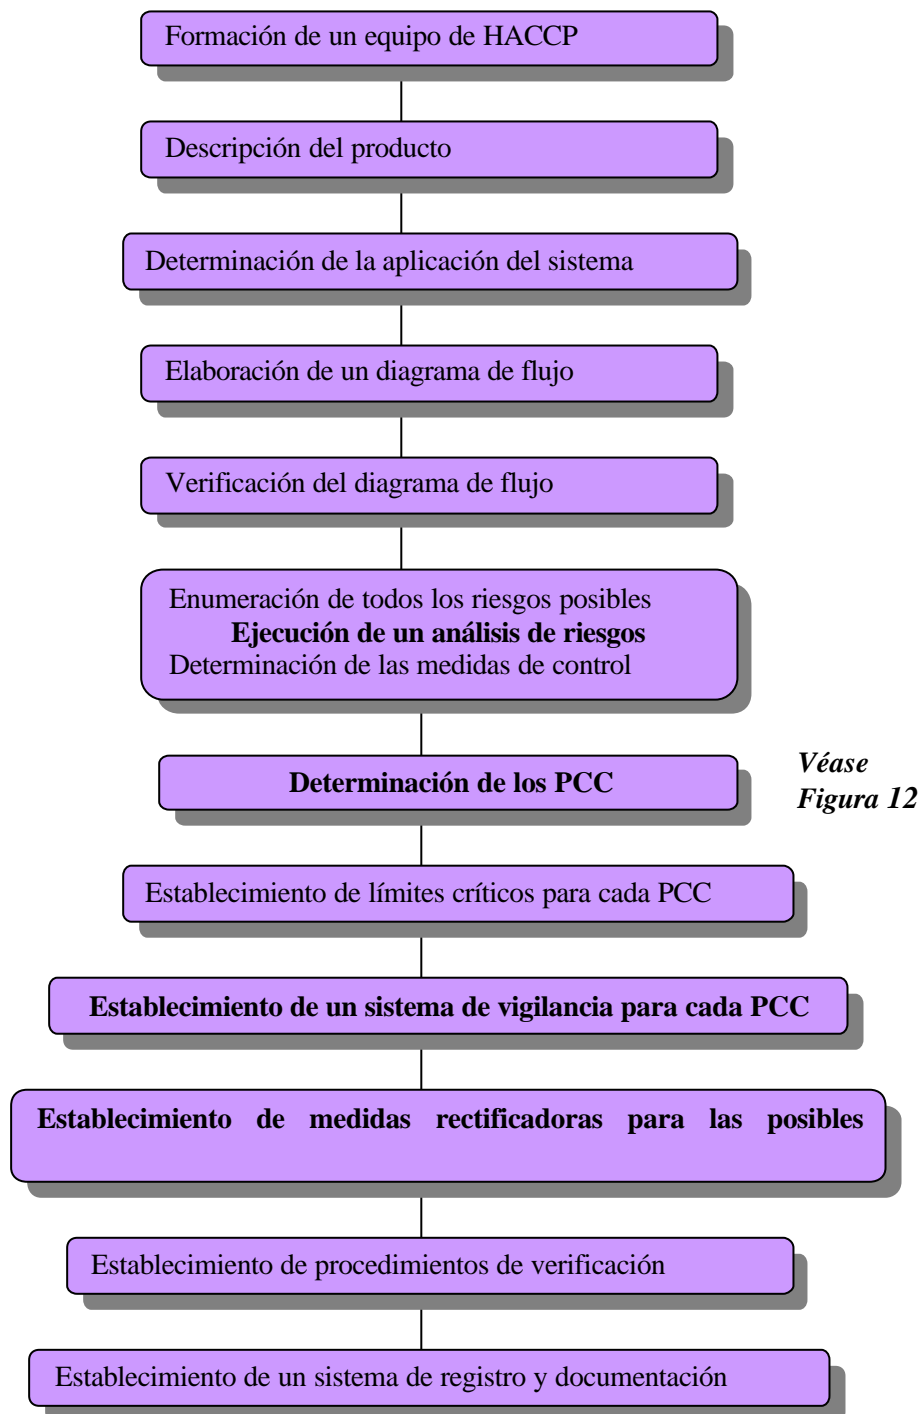 Formación de un equipo de HACCP
Descripción del producto
Determinación de la aplicación del sistema
Elaboración de un diagrama de flujo
Verificación del diagrama de flujo
Enumeración de todos los riesgos posibles
Ejecución de un análisis de riesgos
Determinación de las medidas de control
Determinación de los PCC
Véase
Figura 12
Establecimiento de límites críticos para cada PCC
Establecimiento de un sistema de vigilancia para cada PCC
Establecimiento de medidas rectificadoras para las posibles
Establecimiento de procedimientos de verificación
Establecimiento de un sistema de registro y documentación